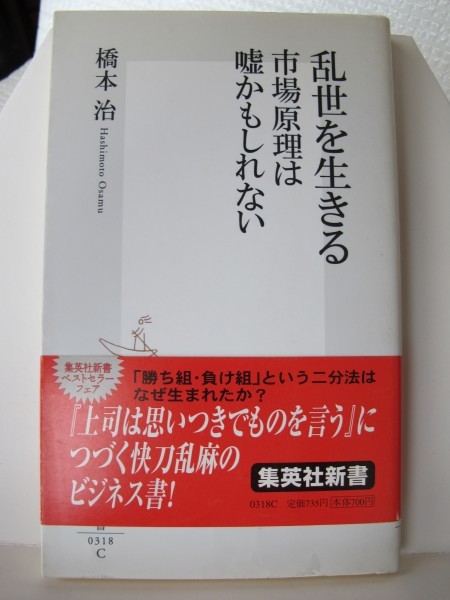 乱世を生きる
市場原理は
嘘かもしれない
橋本 治
Hashimoto Osamu
集英社新書
ベストセラー
フェア
「勝ち組・負け組」という二分法は
なぜ生まれたか?
『上司は思いつきでものを言う』に
つづく快刀乱麻の
ビジネス書!
集英社新書
0318C 定価735円 本体700円
0318
C